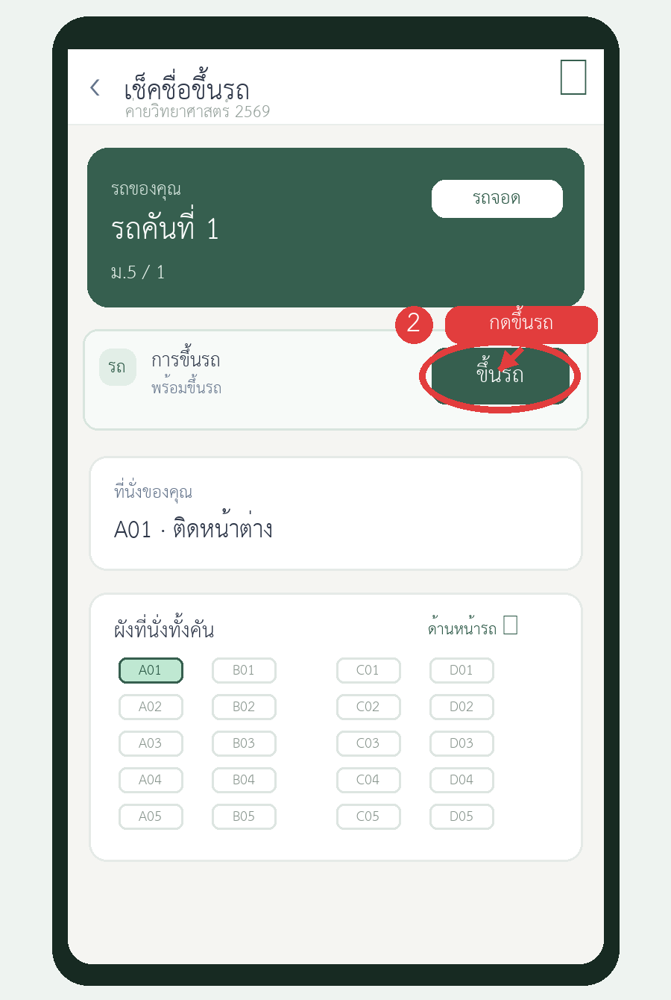 เช็คชื่อขึ้นรถ
ค่ายวิทยาศาสตร์ 2569
รถของคุณ
รถจอด
รถคันที่ 1
ม.5 / 1
2
กดขึ้นรถ
รถ
การขึ้นรถ
พร้อมขึ้นรถ
ขึ้นรถ
ที่นั่งของคุณ
A01 · ติดหน้าต่าง
ผังที่นั่งทั้งคัน
ด้านหน้ารถ
A01 B01 C01 D01
A02 B02 C02 D02
A03 B03 C03 D03
A04 B04 C04 D04
A05 B05 C05 D05